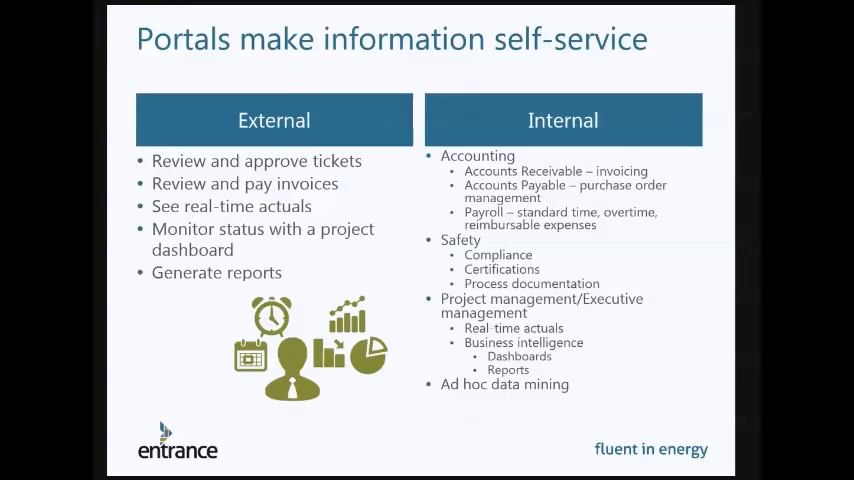 Portals make information self-service
External
• Review and approve tickets
• Review and pay invoices
• See real-time actuals
• Monitor status with a project
dashboard
• Generate reports
Internal
• Accounting
• Accounts Receivable – invoicing
• Accounts Payable – purchase order
management
• Payroll – standard time, overtime,
reimbursable expenses
• Safety
• Compliance
• Certifications
• Process documentation
• Project management/Executive
management
• Real-time actuals
• Business intelligence
• Dashboards
• Reports
• Ad hoc data mining
entrance
fluent in energy